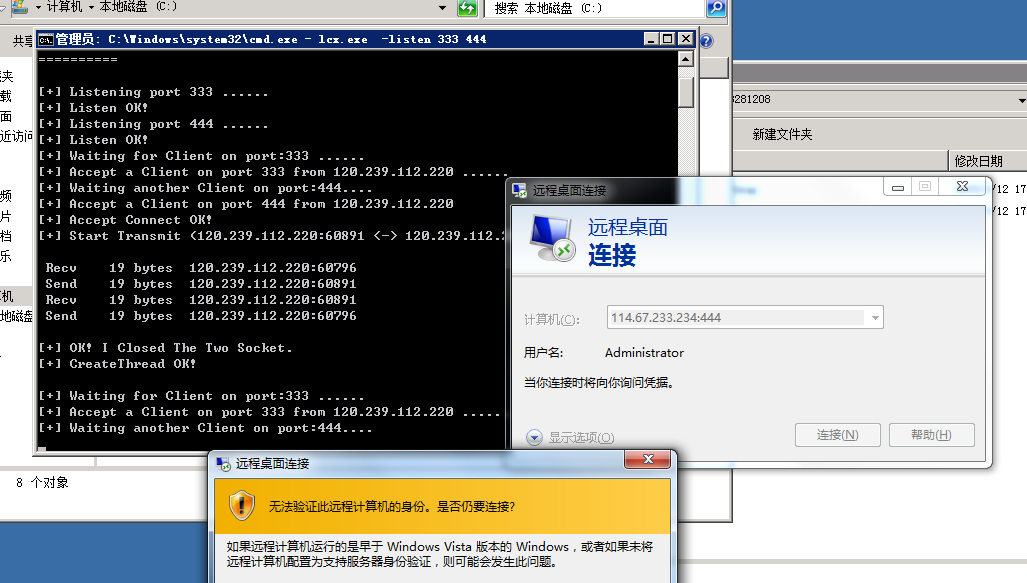 计算机 本地磁盘 (C:)
搜索 本地磁盘 (C:)
管理员: C:\Windows\system32\cmd.exe - lcx.exe  -listen 333 444
==========
[+] Listening port 333 ......
[+] Listen OK!
[+] Listening port 444 ......
[+] Listen OK!
[+] Waiting for Client on port:333 ......
[+] Accept a Client on port 333 from 120.239.112.220 ......
[+] Waiting another Client on port:444....
[+] Accept a Client on port 444 from 120.239.112.220
[+] Accept Connect OK!
[+] Start Transmit (120.239.112.220:60891 <-> 120.239.112.2
Recv    19 bytes  120.239.112.220:60796
Send    19 bytes  120.239.112.220:60891
Recv    19 bytes  120.239.112.220:60891
Send    19 bytes  120.239.112.220:60796
[+] OK! I Closed The Two Socket.
[+] CreateThread OK!
[+] Waiting for Client on port:333 ......
[+] Accept a Client on port 333 from 120.239.112.220 .....
[+] Waiting another Client on port:444....
共享
夹
载
面
近访问
频
片
档
乐
机
地磁盘
8 个对象
3281208
新建文件夹
修改日期
/12 17
/12 17
远程桌面连接
远程桌面
连接
计算机(C): 114.67.233.234:444
用户名: Administrator
当你连接时将向你询问凭据。
显示选项(O) 连接(N) 帮助(H)
远程桌面连接
无法验证此远程计算机的身份。是否仍要连接?
如果远程计算机运行的是早于 Windows Vista 版本的 Windows，或者如果未将
远程计算机配置为支持服务器身份验证，则可能会发生此问题。